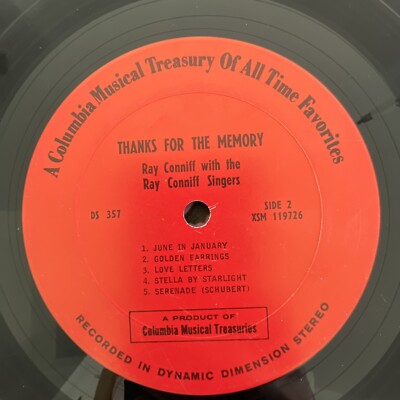 A Columbia Musical Treasury Of All Time Favorites
THANKS FOR THE MEMORY
Ray Conniff with the
Ray Conniff Singers
DS 357
SIDE 2
XSM 119726
1. JUNE IN JANUARY
2. GOLDEN EARRINGS
3. LOVE LETTERS
4. STELLA BY STARLIGHT
5. SERENADE (SCHUBERT)
A PRODUCT OF
Columbia Musical Treasuries
RECORDED IN DYNAMIC DIMENSION STEREO